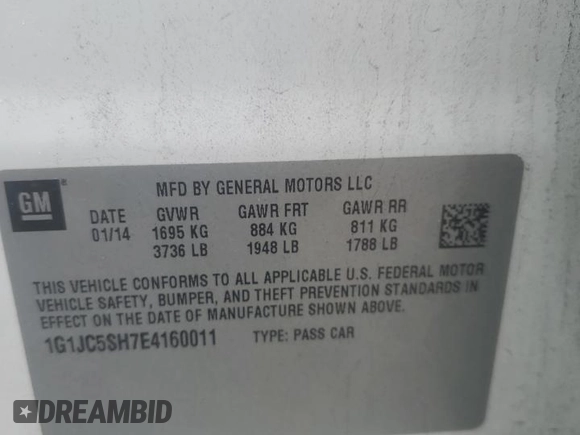 GM ®
MFD BY GENERAL MOTORS LLC
DATE GVWR GAWR FRT GAWR RR
01/14 1695 KG 884 KG 811 KG
3736 LB 1948 LB 1788 LB
THIS VEHICLE CONFORMS TO ALL APPLICABLE U.S. FEDERAL MOTOR
VEHICLE SAFETY, BUMPER, AND THEFT PREVENTION STANDARDS IN
EFFECT ON THE DATE OF MANUFACTURE SHOWN ABOVE.
1G1JC5SH7E4160011 TYPE: PASS CAR
DREAMBID